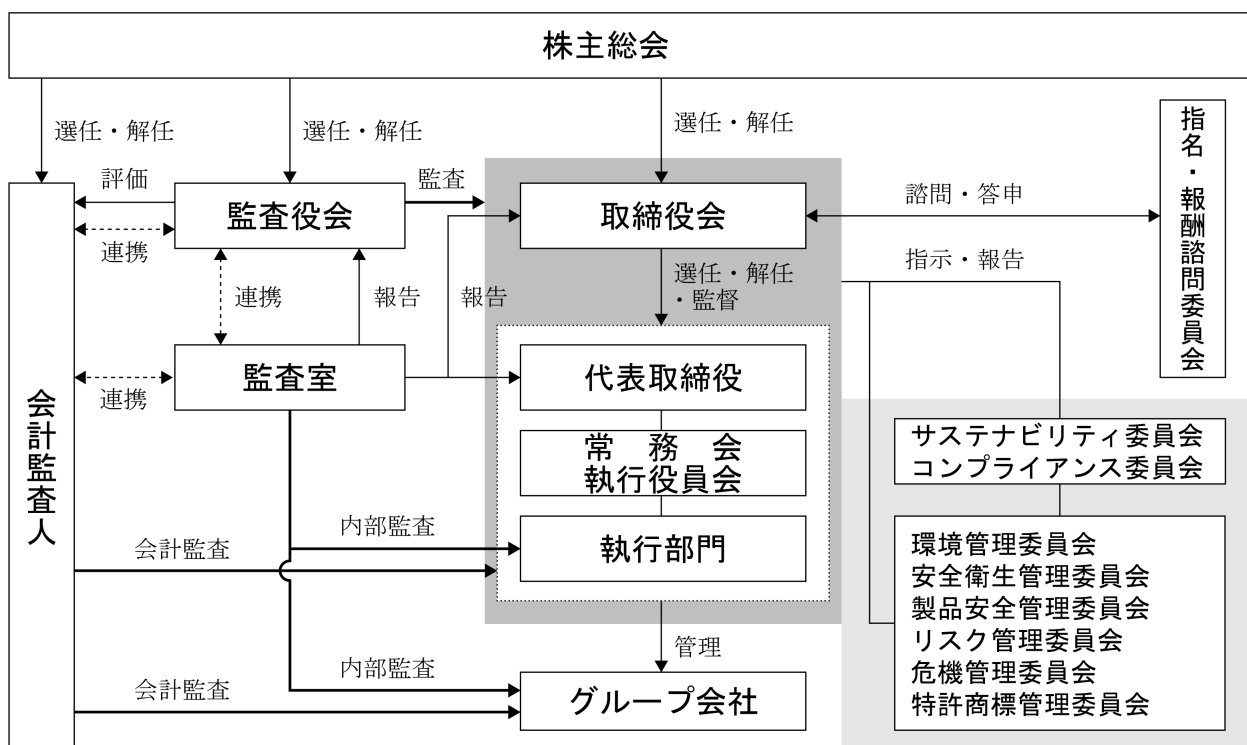 株主総会
選任・解任
選任・解任
選任・解任
指名・報酬諮問委員会
評価
監査役会
監査
取締役会
諮問・答申
連携
連携
報告
報告
選任・解任
・監督
指示・報告
会計監査人
連携
監査室
代表取締役
常　務　会
執行役員会
執行部門
サステナビリティ委員会
コンプライアンス委員会
内部監査
会計監査
環境管理委員会
安全衛生管理委員会
製品安全管理委員会
リスク管理委員会
危機管理委員会
特許商標管理委員会
管理
内部監査
会計監査
グループ会社